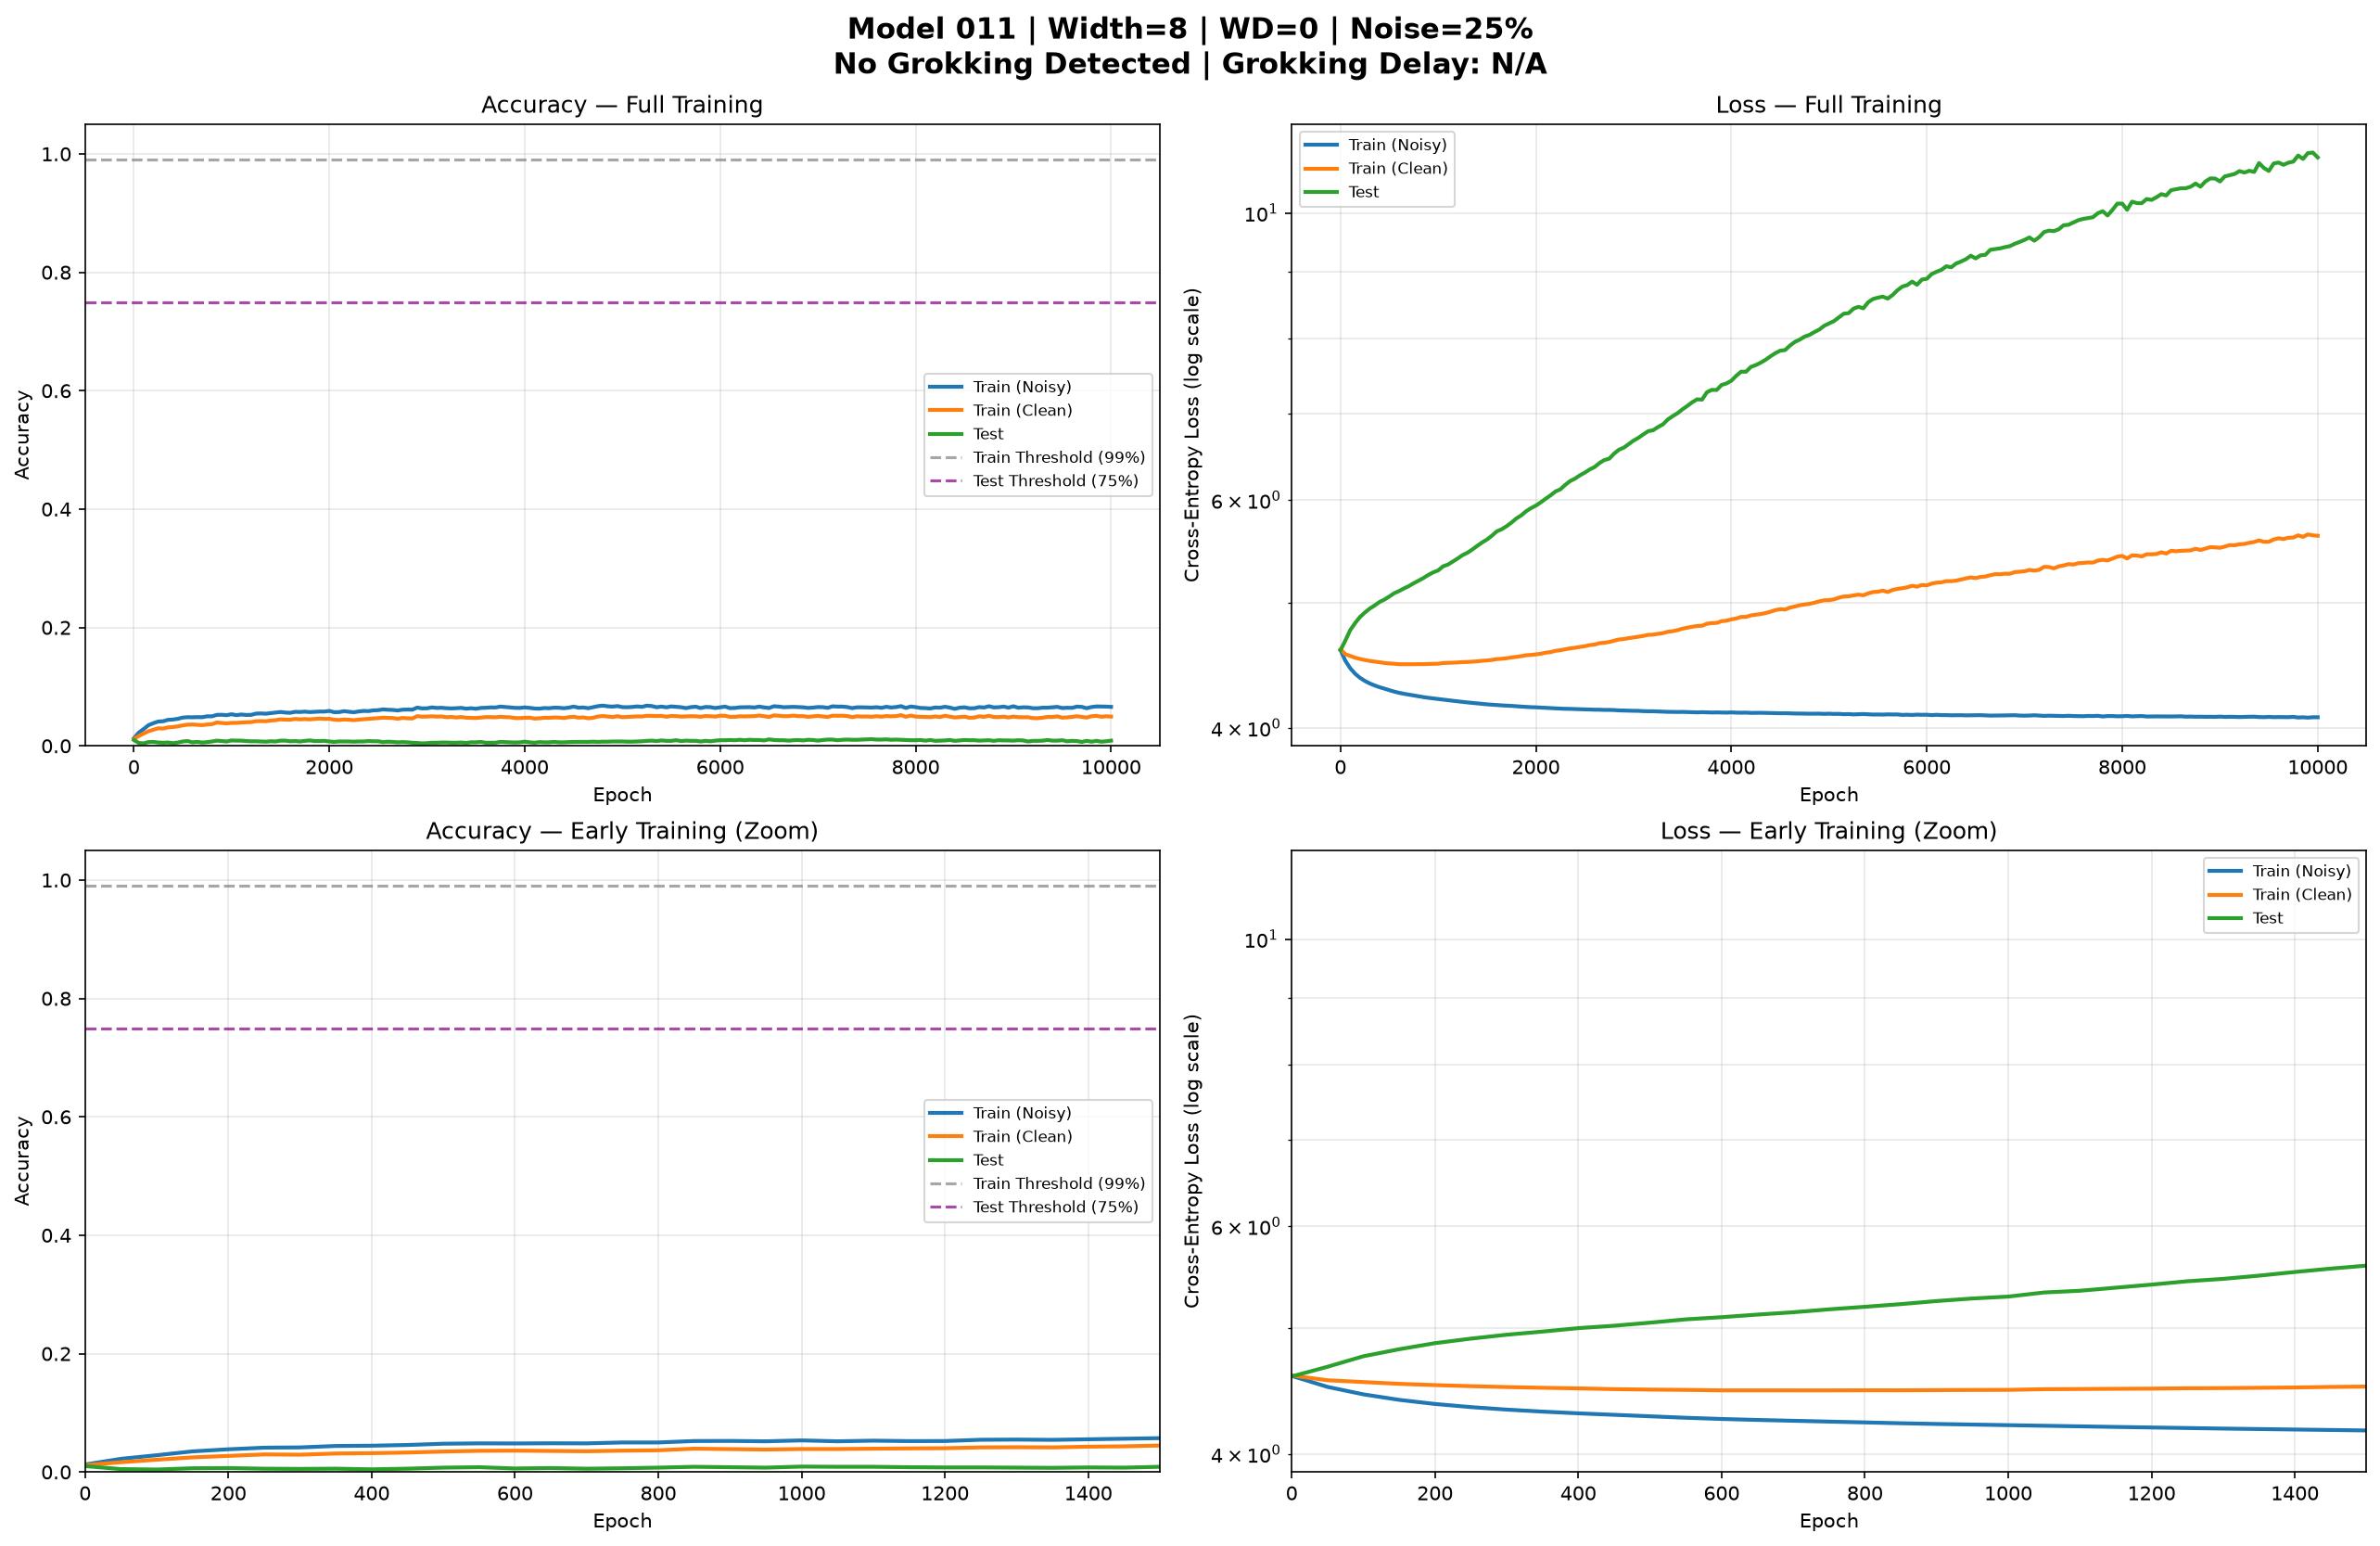 Model 011 | Width=8 | WD=0 | Noise=25%
No Grokking Detected | Grokking Delay: N/A
Accuracy — Full Training
Accuracy
1.0
0.8
0.6
0.4
0.2
0.0
Train (Noisy)
Train (Clean)
Test
Train Threshold (99%)
Test Threshold (75%)
0 2000 4000 6000 8000 10000
Epoch
Loss — Full Training
Cross-Entropy Loss (log scale)
Train (Noisy)
Train (Clean)
Test
10¹
6 × 10⁰
4 × 10⁰
0 2000 4000 6000 8000 10000
Epoch
Accuracy — Early Training (Zoom)
Accuracy
1.0
0.8
0.6
0.4
0.2
0.0
Train (Noisy)
Train (Clean)
Test
Train Threshold (99%)
Test Threshold (75%)
0 200 400 600 800 1000 1200 1400
Epoch
Loss — Early Training (Zoom)
Cross-Entropy Loss (log scale)
Train (Noisy)
Train (Clean)
Test
10¹
6 × 10⁰
4 × 10⁰
0 200 400 600 800 1000 1200 1400
Epoch